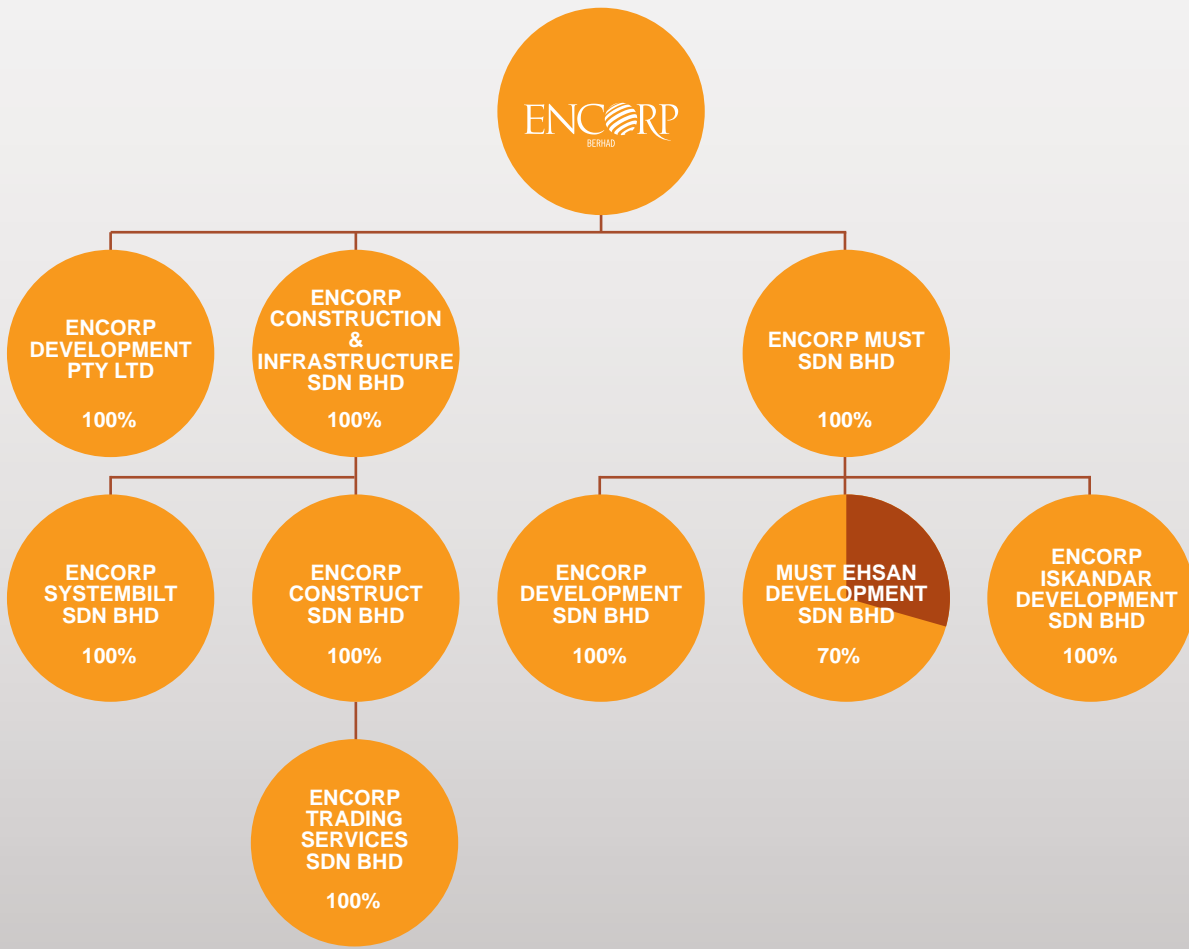 ENCORP
BERHAD
ENCORP
DEVELOPMENT
PTY LTD
100%
ENCORP
CONSTRUCTION
&
INFRASTRUCTURE
SDN BHD
100%
ENCORP MUST
SDN BHD
100%
ENCORP
SYSTEMBILT
SDN BHD
100%
ENCORP
CONSTRUCT
SDN BHD
100%
ENCORP
DEVELOPMENT
SDN BHD
100%
MUST EHSAN
DEVELOPMENT
SDN BHD
70%
ENCORP
ISKANDAR
DEVELOPMENT
SDN BHD
100%
ENCORP
TRADING
SERVICES
SDN BHD
100%